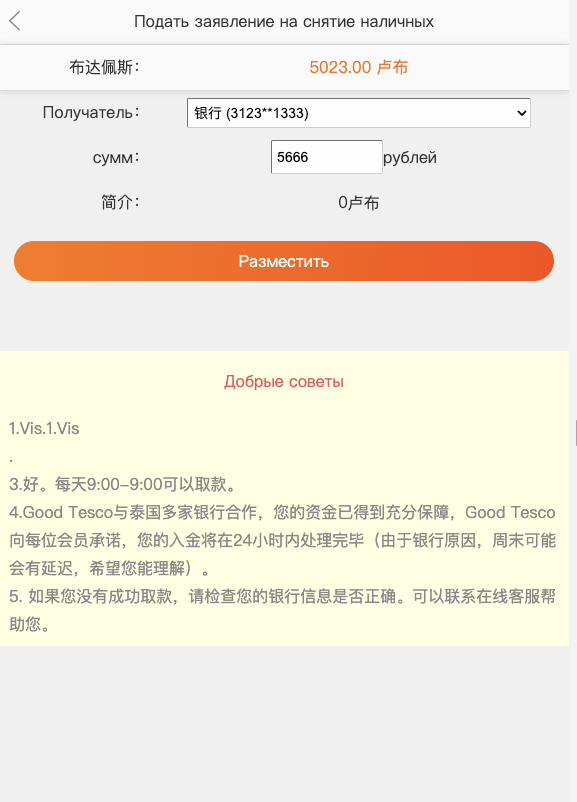 Подать заявление на снятие наличных
布达佩斯： 5023.00 卢布
Получатель： 银行 (3123**1333)
сумм： 5666 рублей
简介： 0卢布
Разместить
Добрые советы
1.Vis.1.Vis
.
3.好。每天9:00-9:00可以取款。
4.Good Tesco与泰国多家银行合作，您的资金已得到充分保障，Good Tesco
向每位会员承诺，您的入金将在24小时内处理完毕（由于银行原因，周末可能
会有延迟，希望您能理解）。
5. 如果您没有成功取款，请检查您的银行信息是否正确。可以联系在线客服帮
助您。